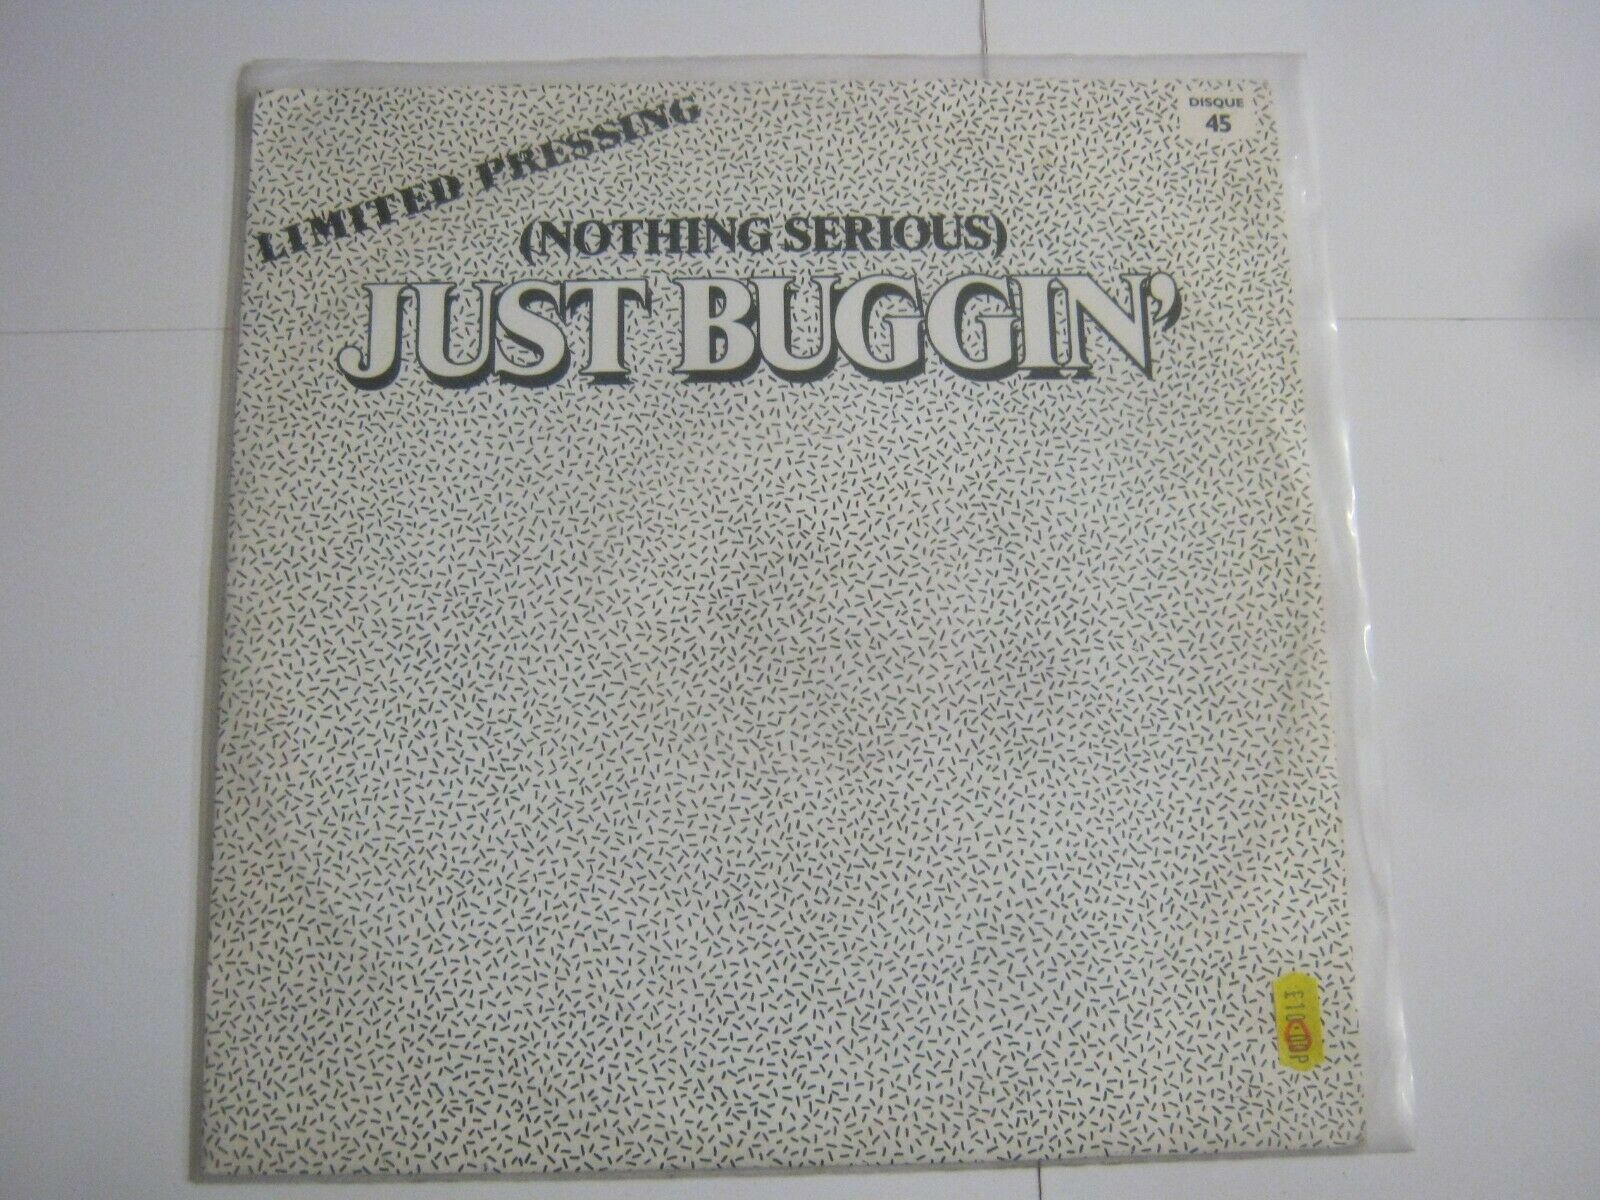 LIMITED PRESSING
DISQUE
45
(NOTHING SERIOUS)
JUST BUGGIN'